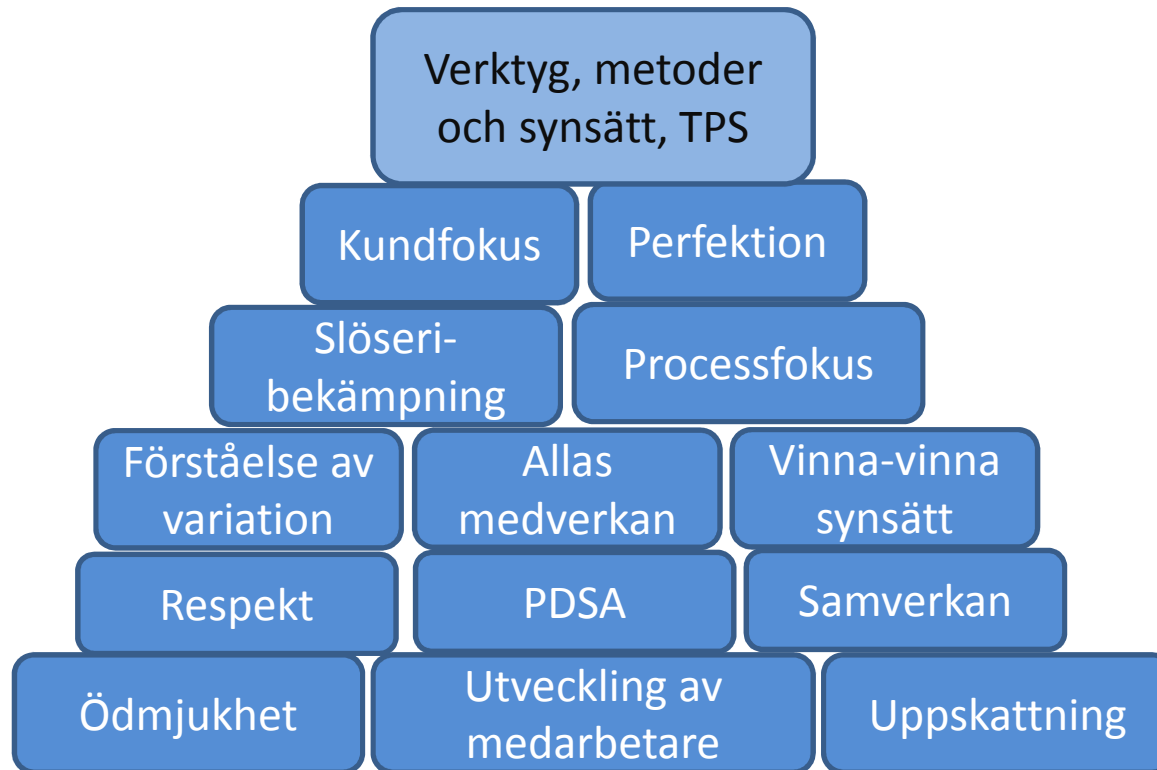 Verktyg, metoder
och synsätt, TPS
Kundfokus
Perfektion
Slöseri-
bekämpning
Processfokus
Förståelse av
variation
Allas
medverkan
Vinna-vinna
synsätt
Respekt
PDSA
Samverkan
Ödmjukhet
Utveckling av
medarbetare
Uppskattning